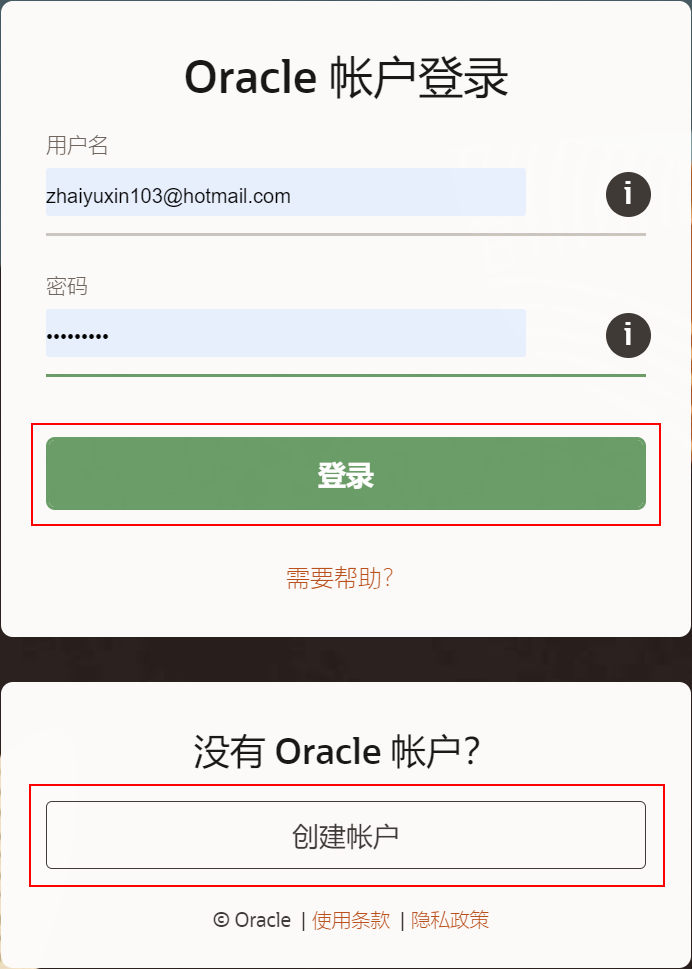 Oracle 帐户登录
用户名
zhaiyuxin103@hotmail.com
i
密码
•••••••••
i
登录
需要帮助?
没有 Oracle 帐户?
创建帐户
© Oracle | 使用条款 | 隐私政策